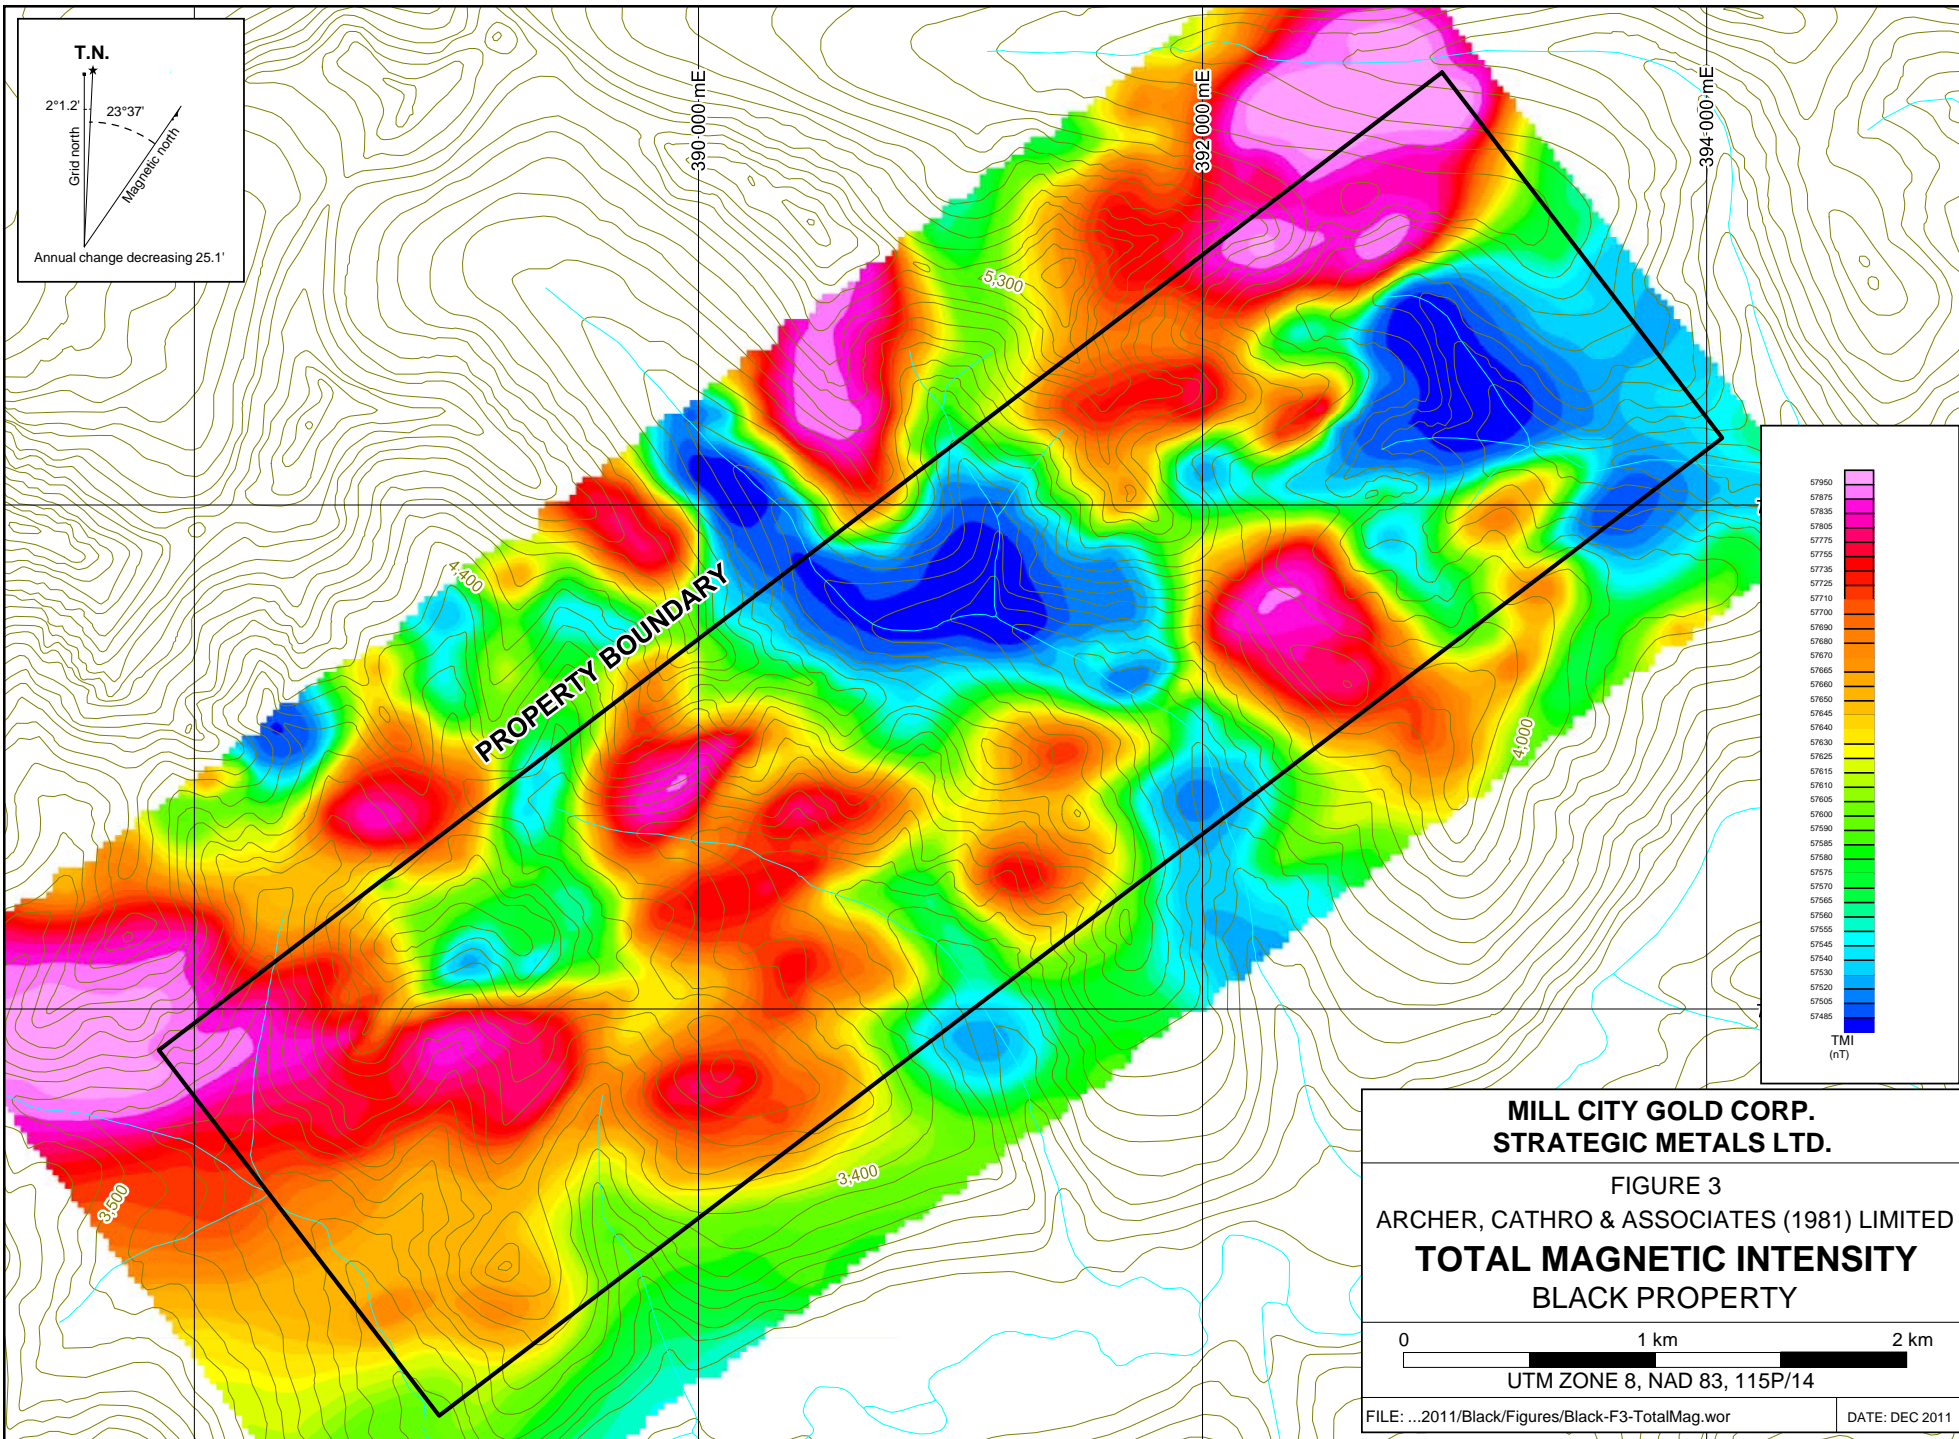 T.N.
2°1.2'
23°37'
Grid north
Magnetic north
Annual change decreasing 25.1'
390 000 mE
392 000 mE
394 000 mE
5,300
4,400
PROPERTY BOUNDARY
4,000
3,400
3,500
57950
57875
57835
57805
57775
57755
57735
57725
57710
57700
57690
57680
57670
57665
57660
57650
57645
57640
57630
57625
57615
57610
57605
57600
57590
57585
57580
57575
57570
57565
57560
57555
57545
57540
57530
57520
57505
57485
TMI
(nT)
MILL CITY GOLD CORP.
STRATEGIC METALS LTD.
FIGURE 3
ARCHER, CATHRO & ASSOCIATES (1981) LIMITED
TOTAL MAGNETIC INTENSITY
BLACK PROPERTY
0 1 km 2 km
UTM ZONE 8, NAD 83, 115P/14
FILE: ...2011/Black/Figures/Black-F3-TotalMag.wor
DATE: DEC 2011